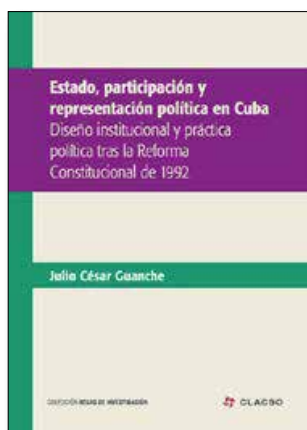 Estado, participación y
representación política en Cuba
Diseño institucional y práctica
política tras la Reforma
Constitucional de 1992
Julio César Guanche
COLECCIÓN BECAS DE INVESTIGACIÓN
CLACSO